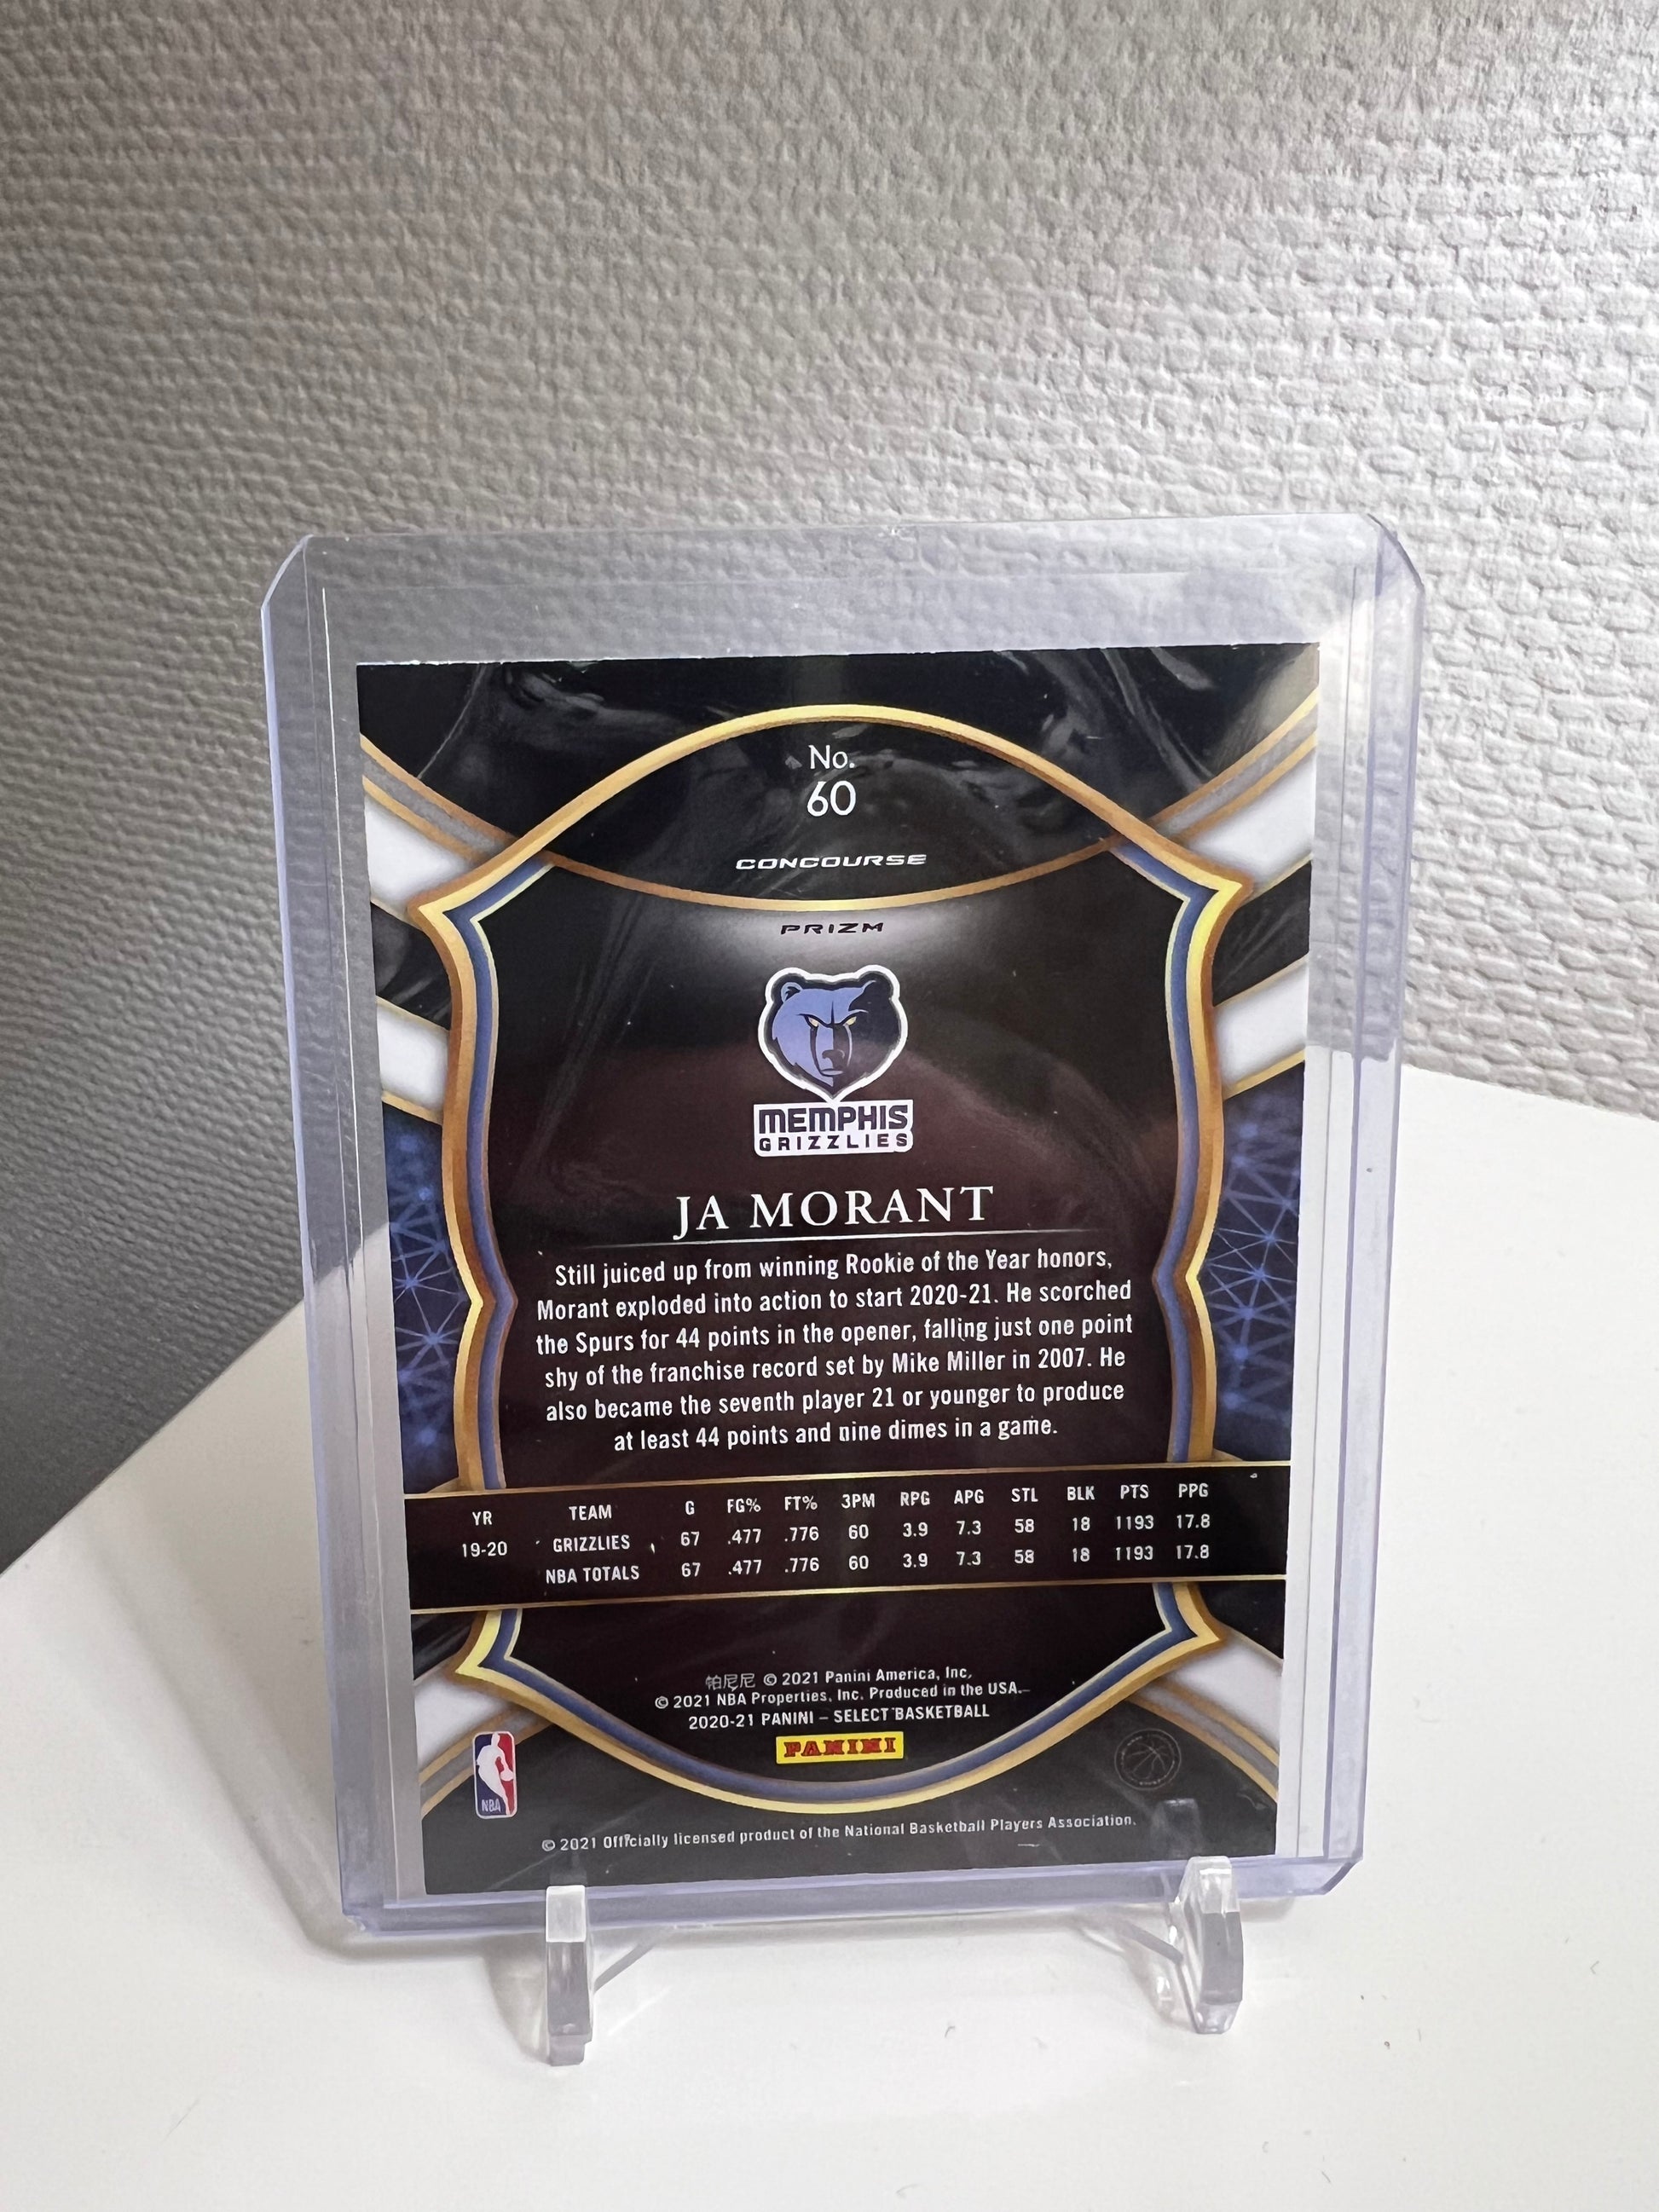 No.
60
CONCOURSE
PRIZM
MEMPHIS
GRIZZLIES
JA MORANT
Still juiced up from winning Rookie of the Year honors,
Morant exploded into action to start 2020-21. He scorched
the Spurs for 44 points in the opener, falling just one point
shy of the franchise record set by Mike Miller in 2007. He
also became the seventh player 21 or younger to produce
at least 44 points and nine dimes in a game.
YR TEAM G FG% FT% 3PM RPG APG STL BLK PTS PPG
19-20 GRIZZLIES 67 .477 .776 60 3.9 7.3 58 18 1193 17.8
NBA TOTALS 67 .477 .776 60 3.9 7.3 58 18 1193 17.8
帕尼尼 © 2021 Panini America, Inc.
© 2021 NBA Properties, Inc. Produced in the USA.
2020-21 PANINI – SELECT BASKETBALL
PANINI
NBA
© 2021 Officially licensed product of the National Basketball Players Association.